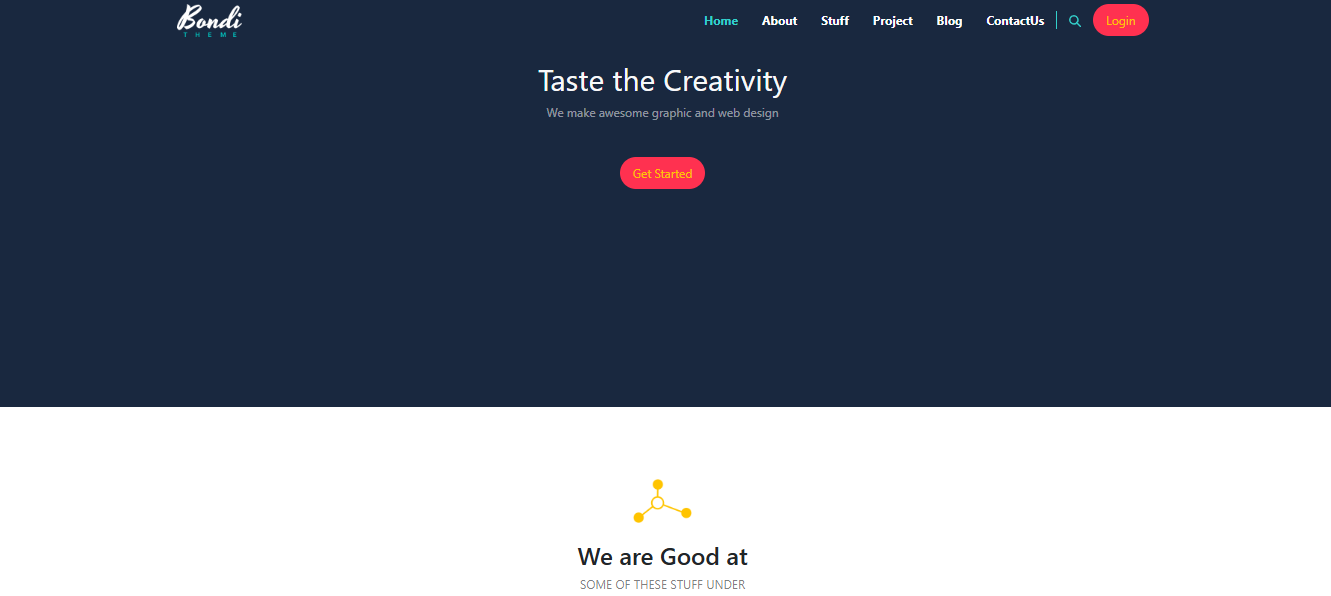 Bondi
THEME
Home About Stuff Project Blog ContactUs Login
Taste the Creativity
We make awesome graphic and web design
Get Started
We are Good at
SOME OF THESE STUFF UNDER